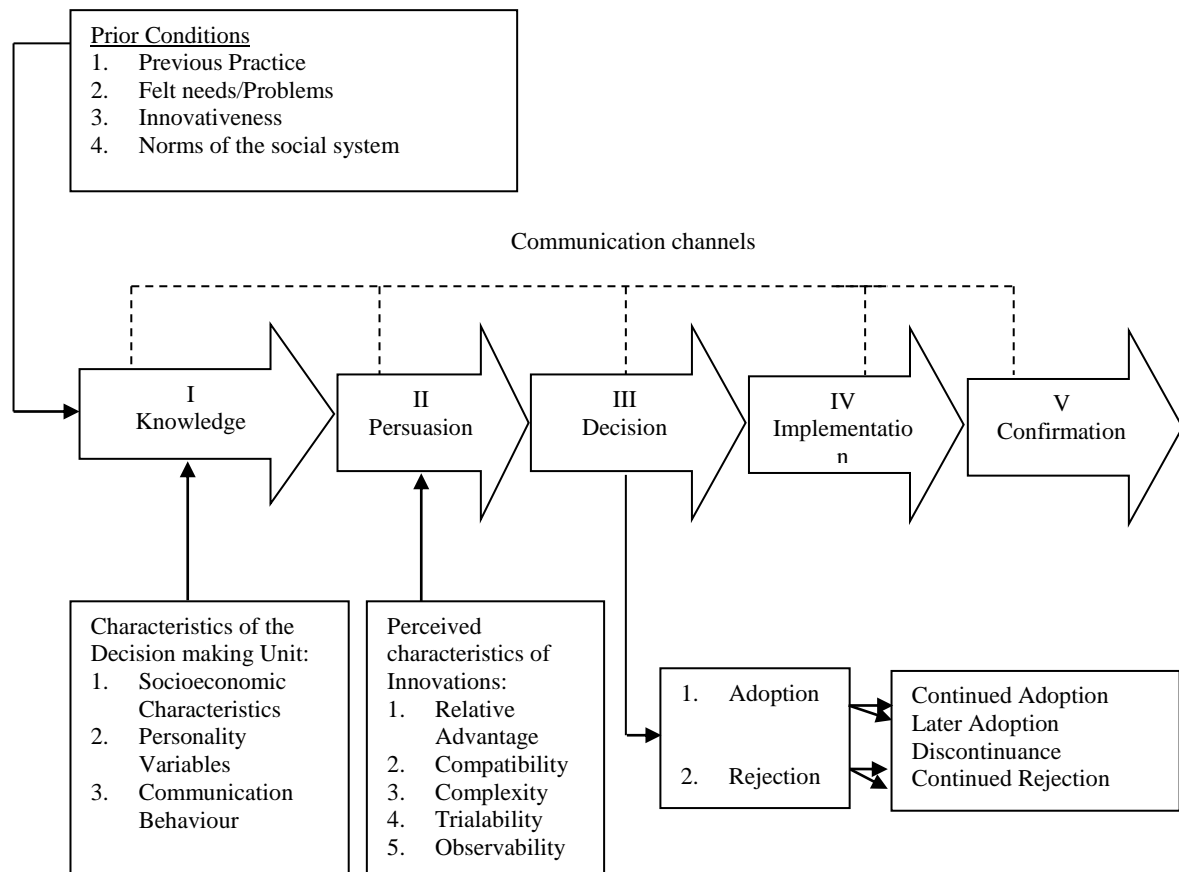 Prior Conditions
1. Previous Practice
2. Felt needs/Problems
3. Innovativeness
4. Norms of the social system
Communication channels
I
Knowledge
II
Persuasion
III
Decision
IV
Implementatio
n
V
Confirmation
Characteristics of the
Decision making Unit:
1. Socioeconomic
Characteristics
2. Personality
Variables
3. Communication
Behaviour
Perceived
characteristics of
Innovations:
1. Relative
Advantage
2. Compatibility
3. Complexity
4. Trialability
5. Observability
1. Adoption
2. Rejection
Continued Adoption
Later Adoption
Discontinuance
Continued Rejection